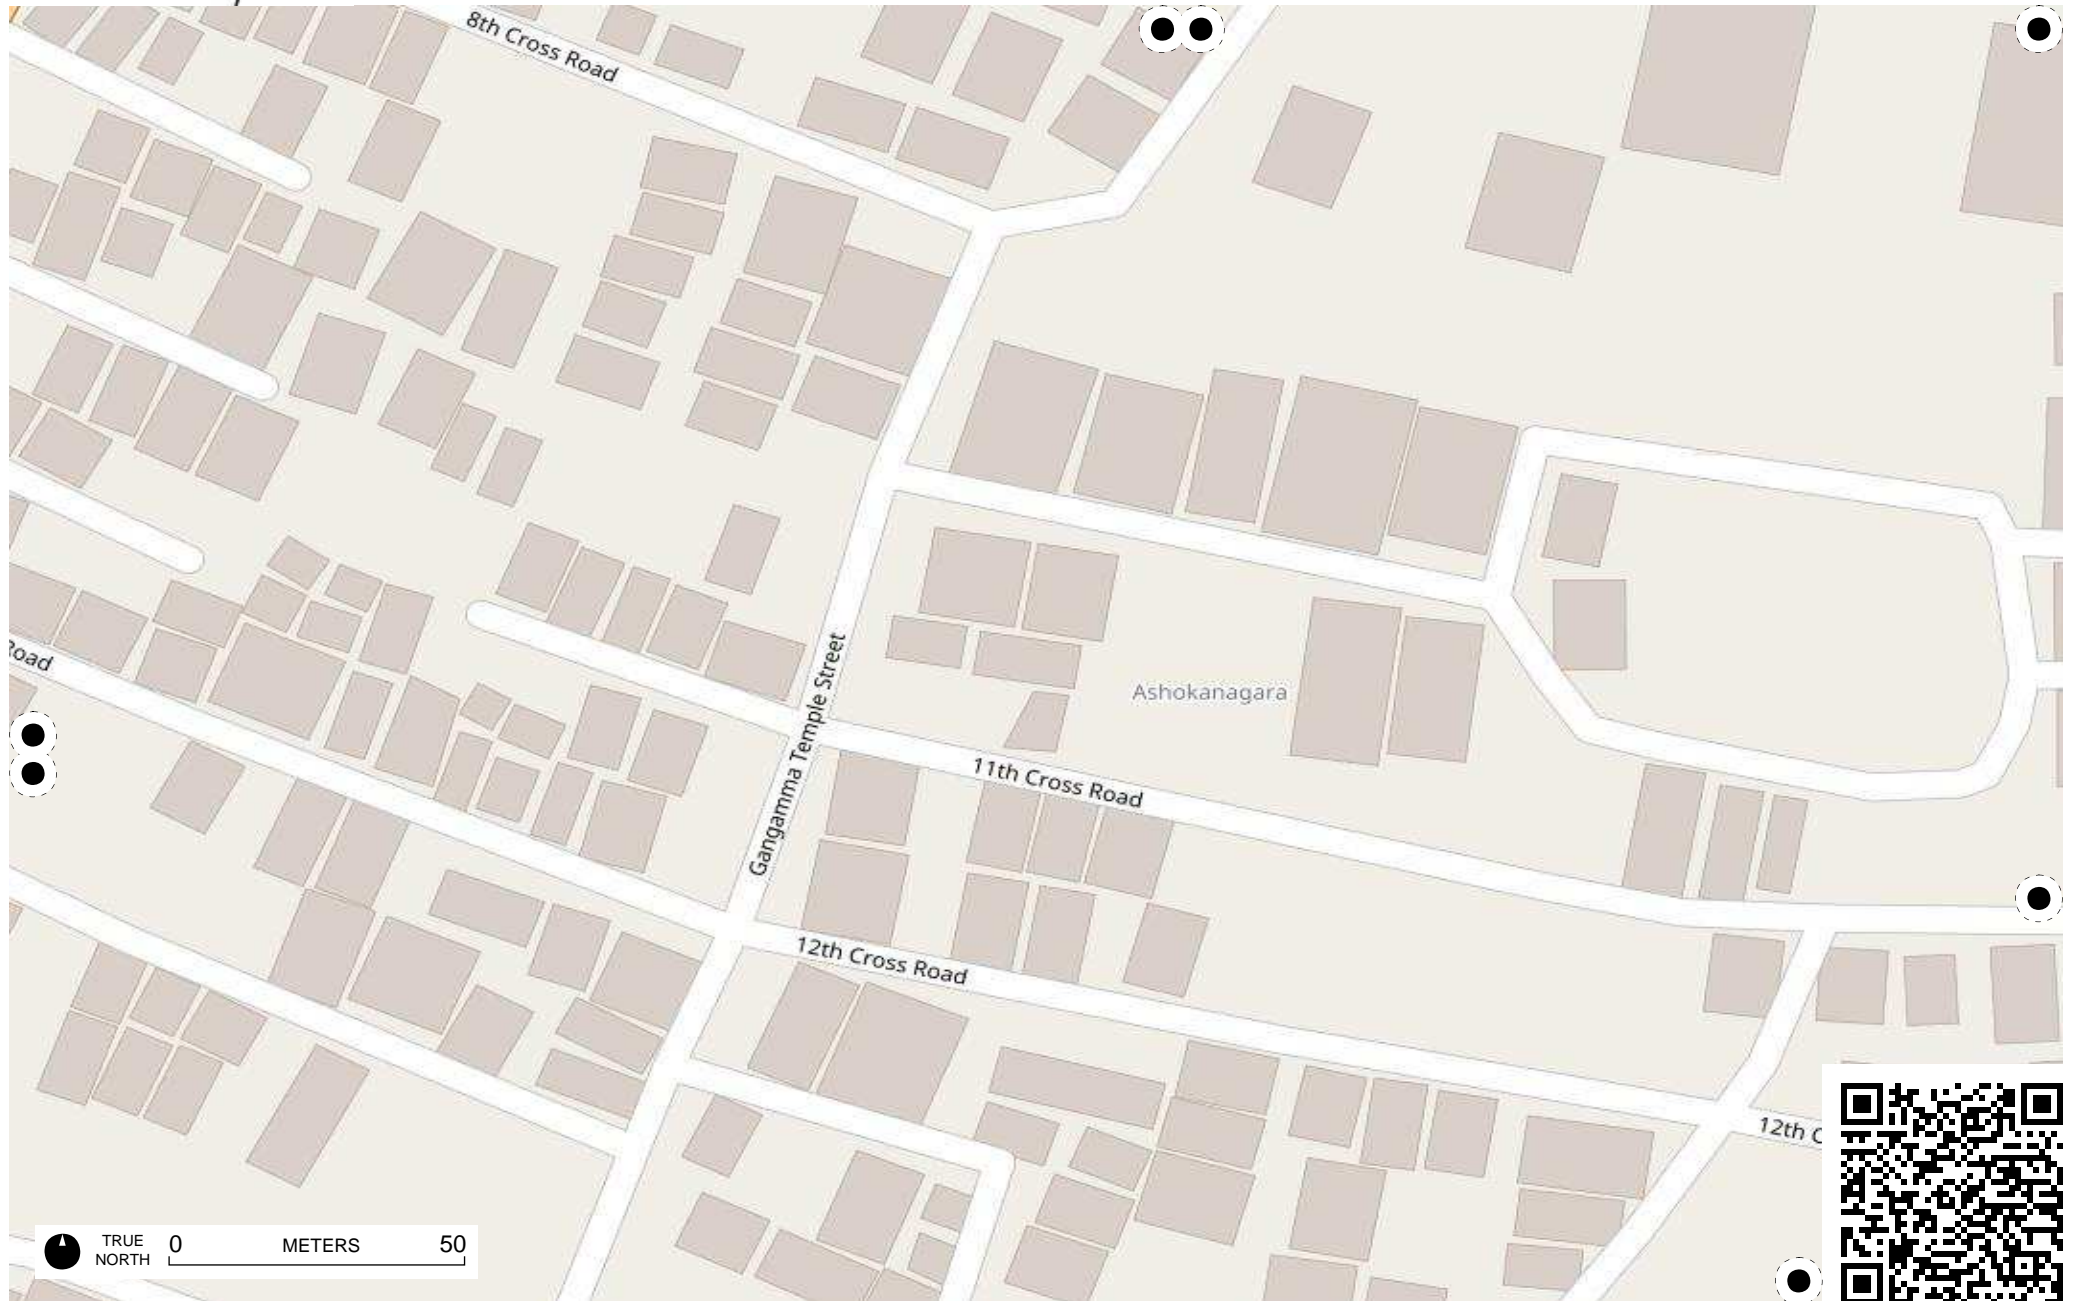 8th Cross Road
Road
Gangamma Temple Street
Ashokanagara
11th Cross Road
12th Cross Road
12th C
TRUE
NORTH
0 METERS 50